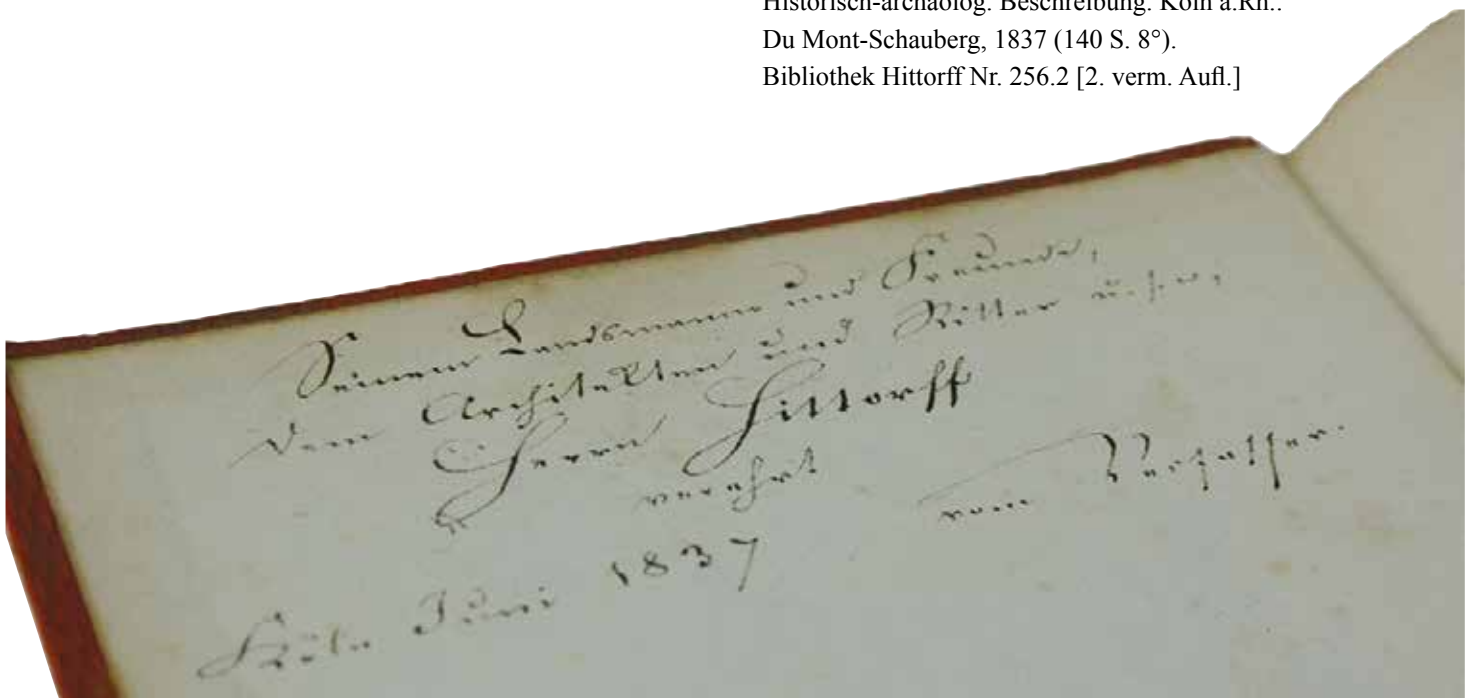 Historisch-archäolog. Beschreibung. Köln a.Rh..
Du Mont-Schauberg, 1837 (140 S. 8°).
Bibliothek Hittorff Nr. 256.2 [2. verm. Aufl.]
Seinem Landsmann und Freunde,
dem Architekten und Ritter u.s.w.,
Herrn Hittorff
verehrt
vom Verfasser.
Köln Juni 1837